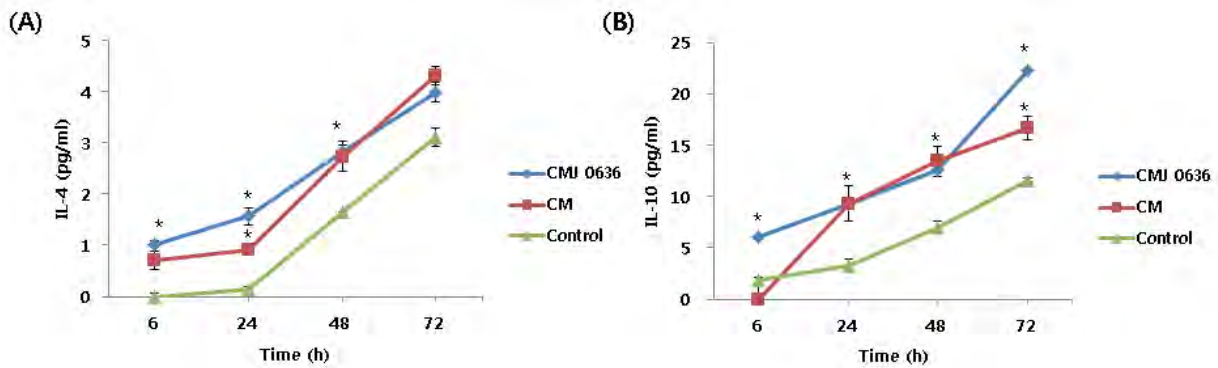 (A)
5
4
3
2
1
0
IL-4 (pg/ml)
* * * *
6 24 48 72
Time (h)
CMJ 0636
CM
Control
(B)
25
20
15
10
5
0
IL-10 (pg/ml)
* * * * *
6 24 48 72
Time (h)
CMJ 0636
CM
Control